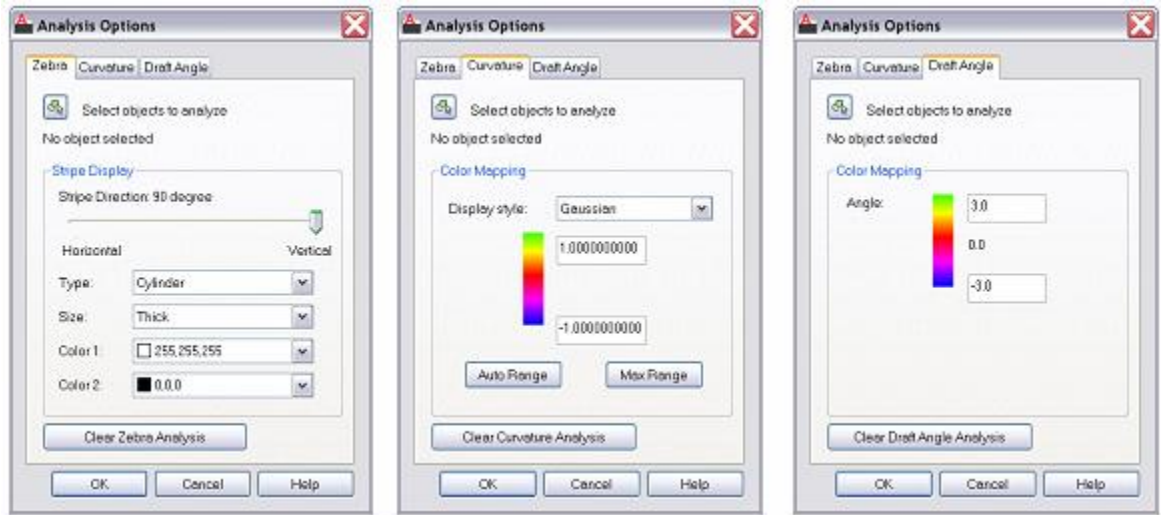 Analysis Options
Zebra Curvature Draft Angle
Select objects to analyze
No object selected
Stripe Display
Stripe Direction: 90 degree
Horizontal Vertical
Type: Cylinder
Size: Thick
Color 1: 255,255,255
Color 2: 0,0,0
Clear Zebra Analysis
OK Cancel Help
Analysis Options
Zebra Curvature Draft Angle
Select objects to analyze
No object selected
Color Mapping
Display style: Gaussian
1.0000000000
-1.0000000000
Auto Range Max Range
Clear Curvature Analysis
OK Cancel Help
Analysis Options
Zebra Curvature Draft Angle
Select objects to analyze
No object selected
Color Mapping
Angle: 3.0
0.0
-3.0
Clear Draft Angle Analysis
OK Cancel Help